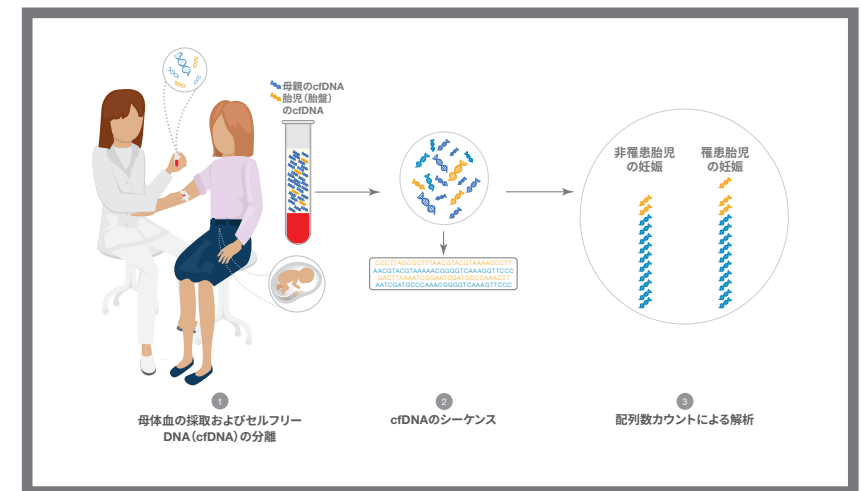 母親のcfDNA
胎児（胎盤）
のcfDNA
非罹患胎児
の妊娠
罹患胎児
の妊娠
CCCTTAGCGCTTTAACGTACGTAAAACCCTT
AACGTACGTAAAAACGGGGTCAAAGGTTCCC
GACTTAAAATCGGAATCGATGCCCAAACTT
AATCGATGCCCAAACGGGGTCAAAGTTCCC
1
母体血の採取およびセルフリー
DNA（cfDNA）の分離
2
cfDNAのシーケンス
3
配列数カウントによる解析